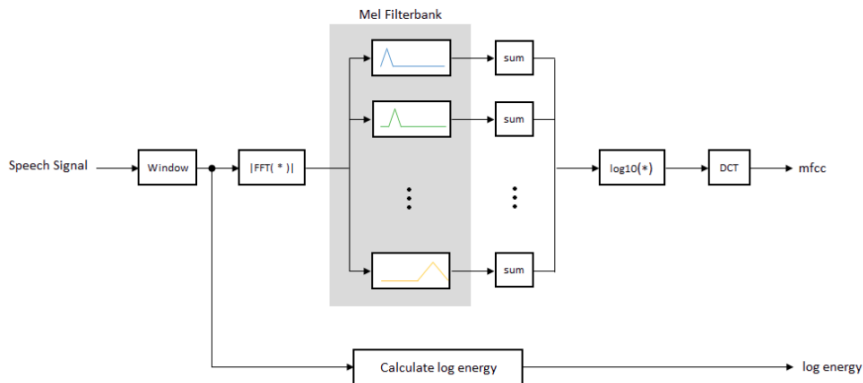 Mel Filterbank
sum
sum
Speech Signal
Window
|FFT( * )|
log10(*)
DCT
mfcc
sum
Calculate log energy
log energy